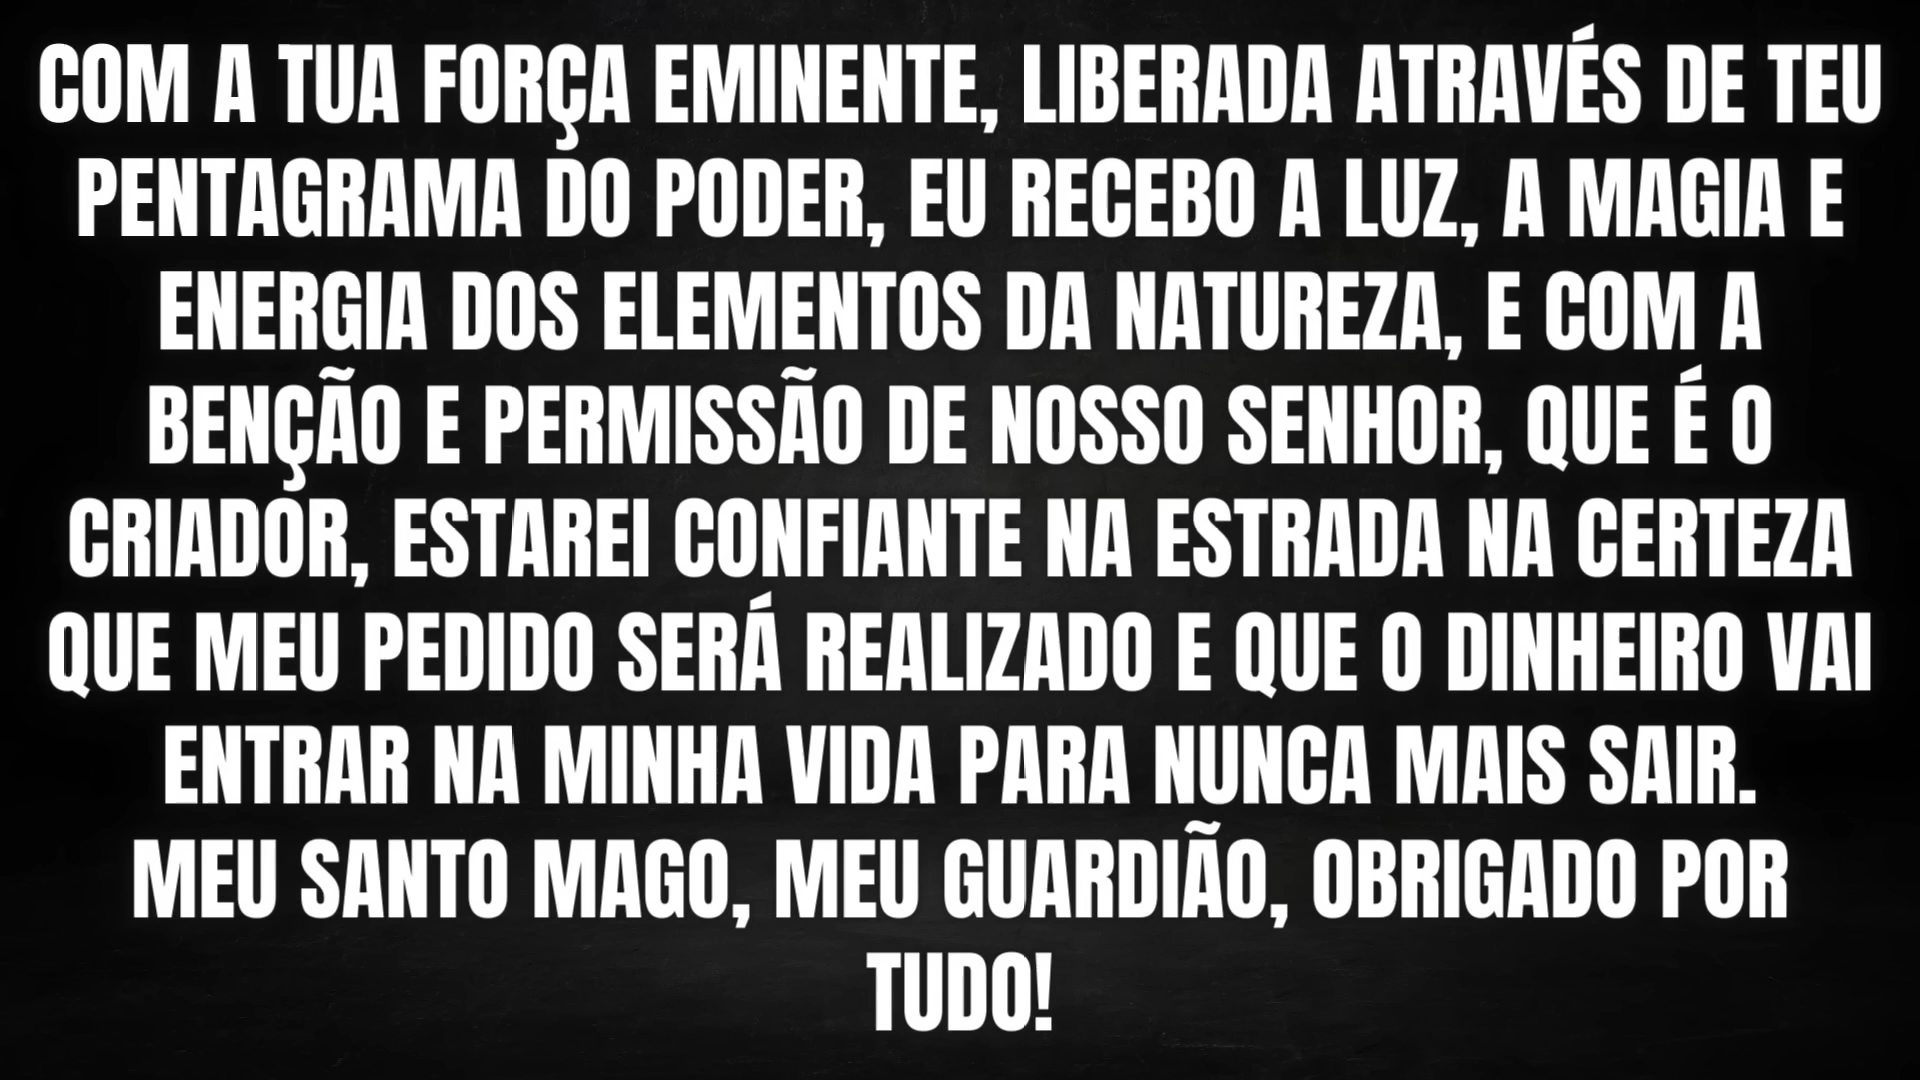 COM A TUA FORÇA EMINENTE, LIBERADA ATRAVÉS DE TEU
PENTAGRAMA DO PODER, EU RECEBO A LUZ, A MAGIA E
ENERGIA DOS ELEMENTOS DA NATUREZA, E COM A
BENÇÃO E PERMISSÃO DE NOSSO SENHOR, QUE É O
CRIADOR, ESTAREI CONFIANTE NA ESTRADA NA CERTEZA
QUE MEU PEDIDO SERÁ REALIZADO E QUE O DINHEIRO VAI
ENTRAR NA MINHA VIDA PARA NUNCA MAIS SAIR.
MEU SANTO MAGO, MEU GUARDIÃO, OBRIGADO POR
TUDO!